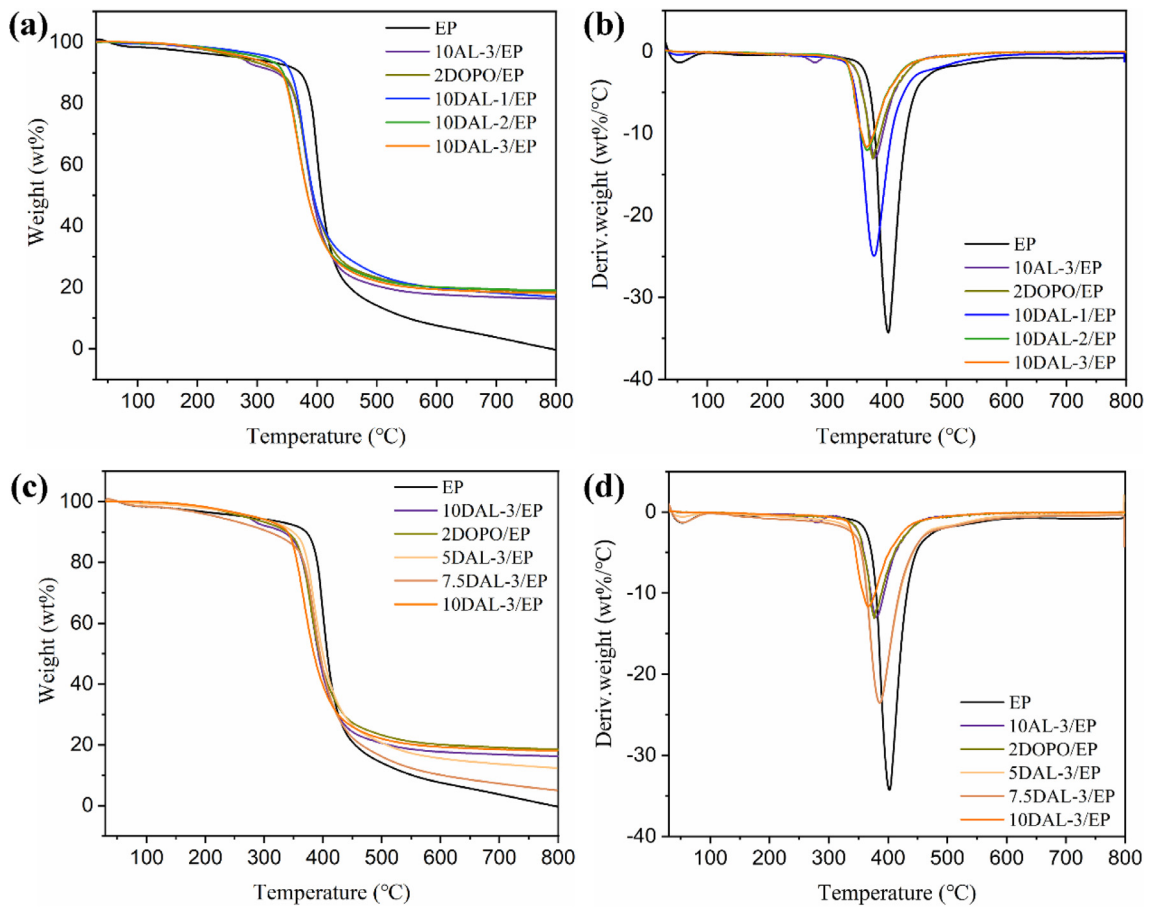 (a)
EP
10AL-3/EP
2DOPO/EP
10DAL-1/EP
10DAL-2/EP
10DAL-3/EP
100
80
60
40
20
0
Weight (wt%)
100 200 300 400 500 600 700 800
Temperature (℃)
(b)
0
-10
-20
-30
-40
Deriv.weight (wt%/℃)
EP
10AL-3/EP
2DOPO/EP
10DAL-1/EP
10DAL-2/EP
10DAL-3/EP
100 200 300 400 500 600 700 800
Temperature (℃)
(c)
EP
10DAL-3/EP
2DOPO/EP
5DAL-3/EP
7.5DAL-3/EP
10DAL-3/EP
100
80
60
40
20
0
Weight (wt%)
100 200 300 400 500 600 700 800
Temperature (℃)
(d)
0
-10
-20
-30
-40
Deriv.weight (wt%/℃)
EP
10AL-3/EP
2DOPO/EP
5DAL-3/EP
7.5DAL-3/EP
10DAL-3/EP
100 200 300 400 500 600 700 800
Temperature (℃)